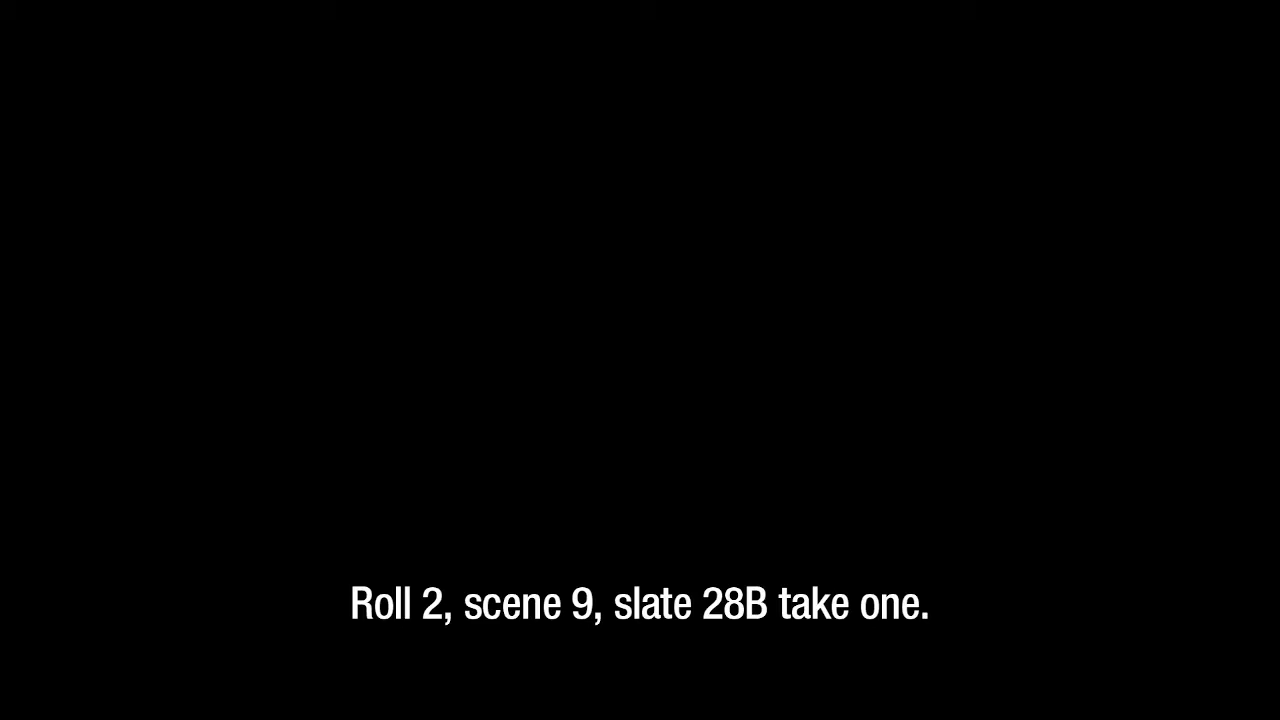 Roll 2, scene 9, slate 28B take one.